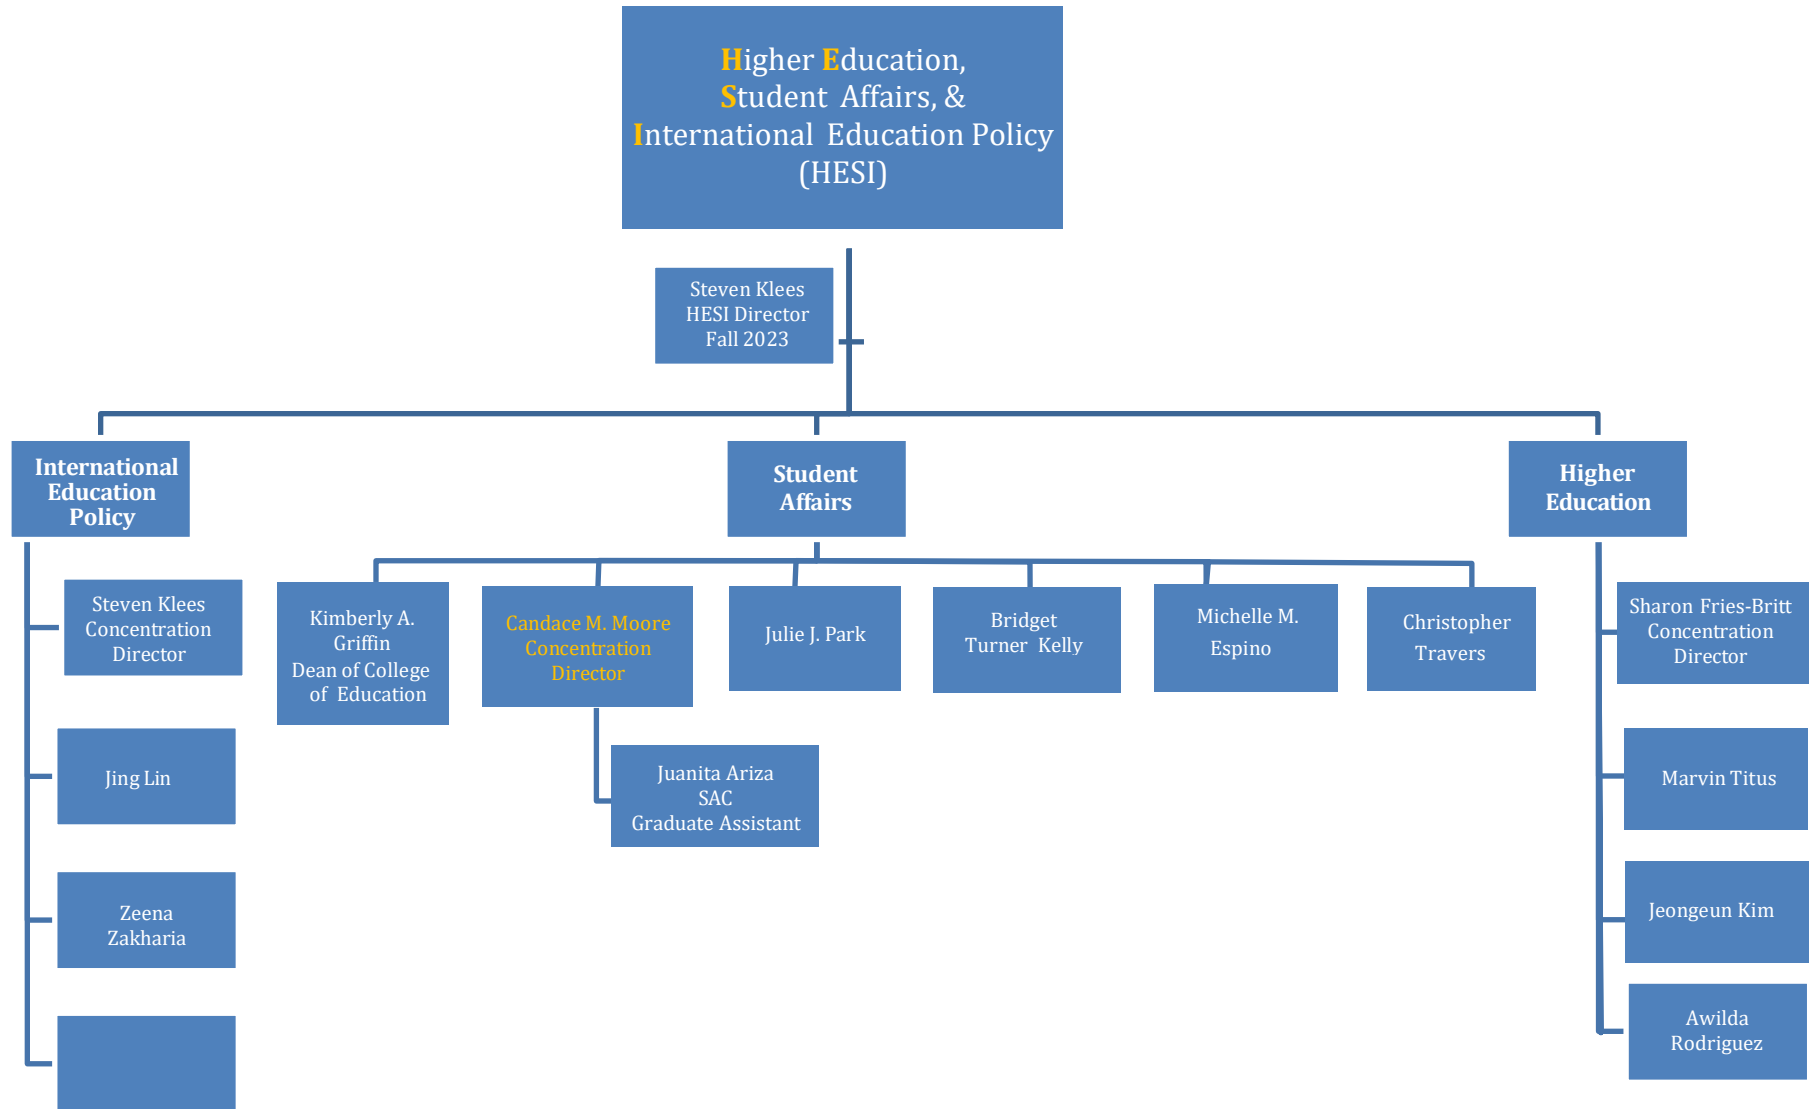 Higher Education,
Student Affairs, &
International Education Policy
(HESI)
Steven Klees
HESI Director
Fall 2023
International
Education
Policy
Student
Affairs
Higher
Education
Steven Klees
Concentration
Director
Jing Lin
Zeena
Zakharia
Kimberly A.
Griffin
Dean of College
of Education
Candace M. Moore
Concentration
Director
Juanita Ariza
SAC
Graduate Assistant
Julie J. Park
Bridget
Turner Kelly
Michelle M.
Espino
Christopher
Travers
Sharon Fries-Britt
Concentration
Director
Marvin Titus
Jeongeun Kim
Awilda
Rodriguez